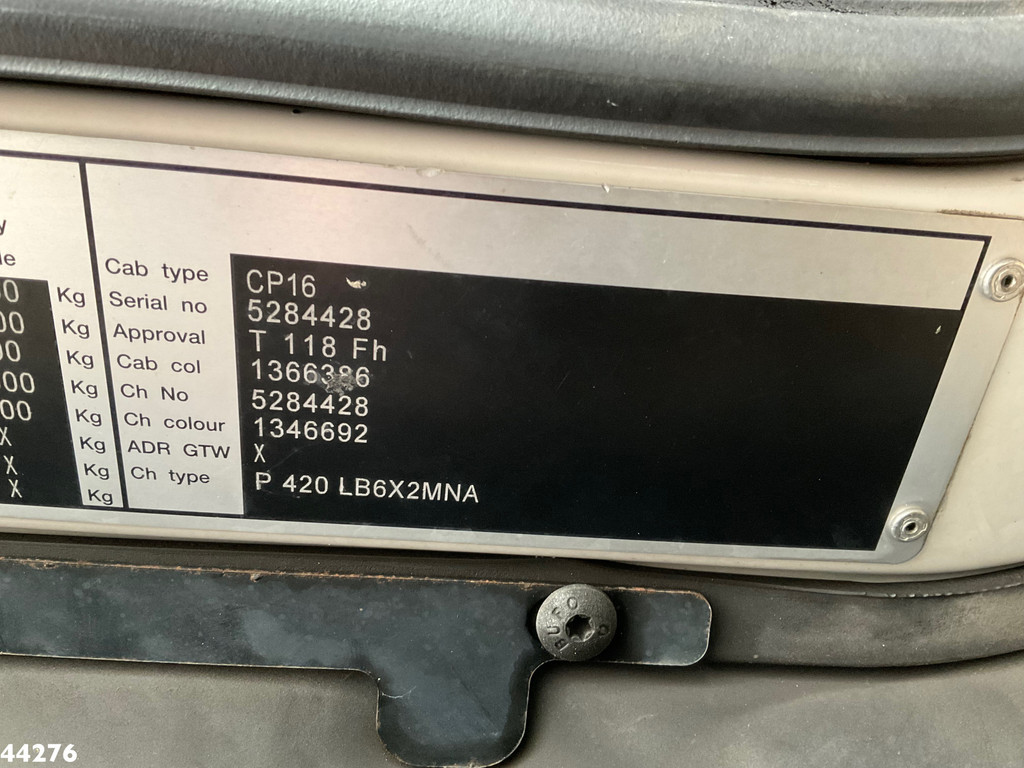 Cab type CP16
Kg Serial no 5284428
Kg Approval T 118 Fh
Kg Cab col 1366386
Kg Ch No 5284428
Kg Ch colour 1346692
X Kg ADR GTW X
X Kg Ch type P 420 LB6X2MNA
X Kg
BUFO
44276